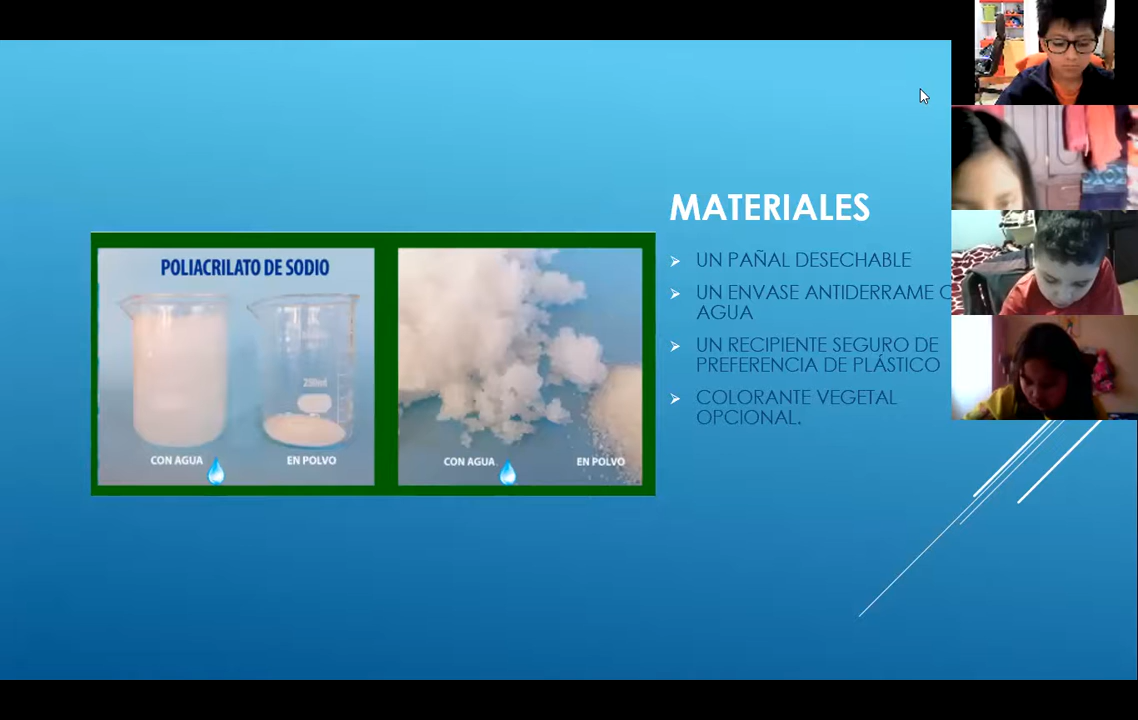 MATERIALES
UN PAÑAL DESECHABLE
UN ENVASE ANTIDERRAME
AGUA
UN RECIPIENTE SEGURO DE
PREFERENCIA DE PLÁSTICO
COLORANTE VEGETAL
OPCIONAL.
POLIACRILATO DE SODIO
250ml
CON AGUA
EN POLVO
CON AGUA
EN POLVO